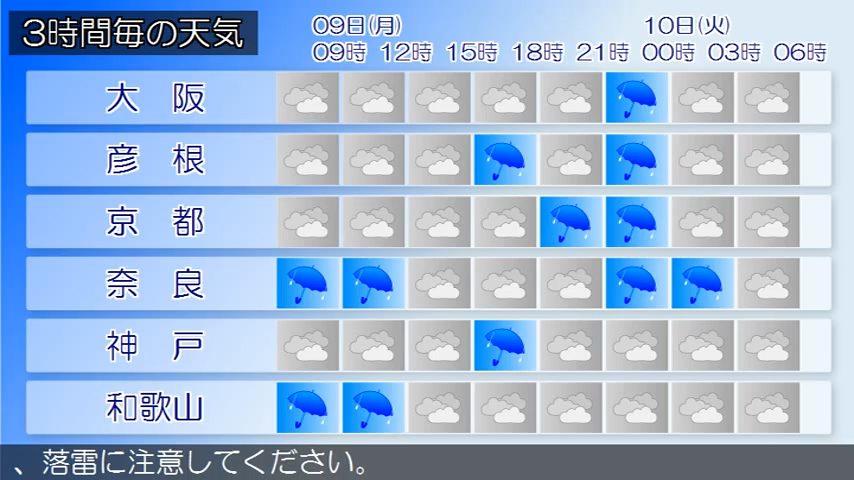 3時間毎の天気
09日(月) 10日(火)
09時 12時 15時 18時 21時 00時 03時 06時
大阪
彦根
京都
奈良
神戸
和歌山
、落雷に注意してください。